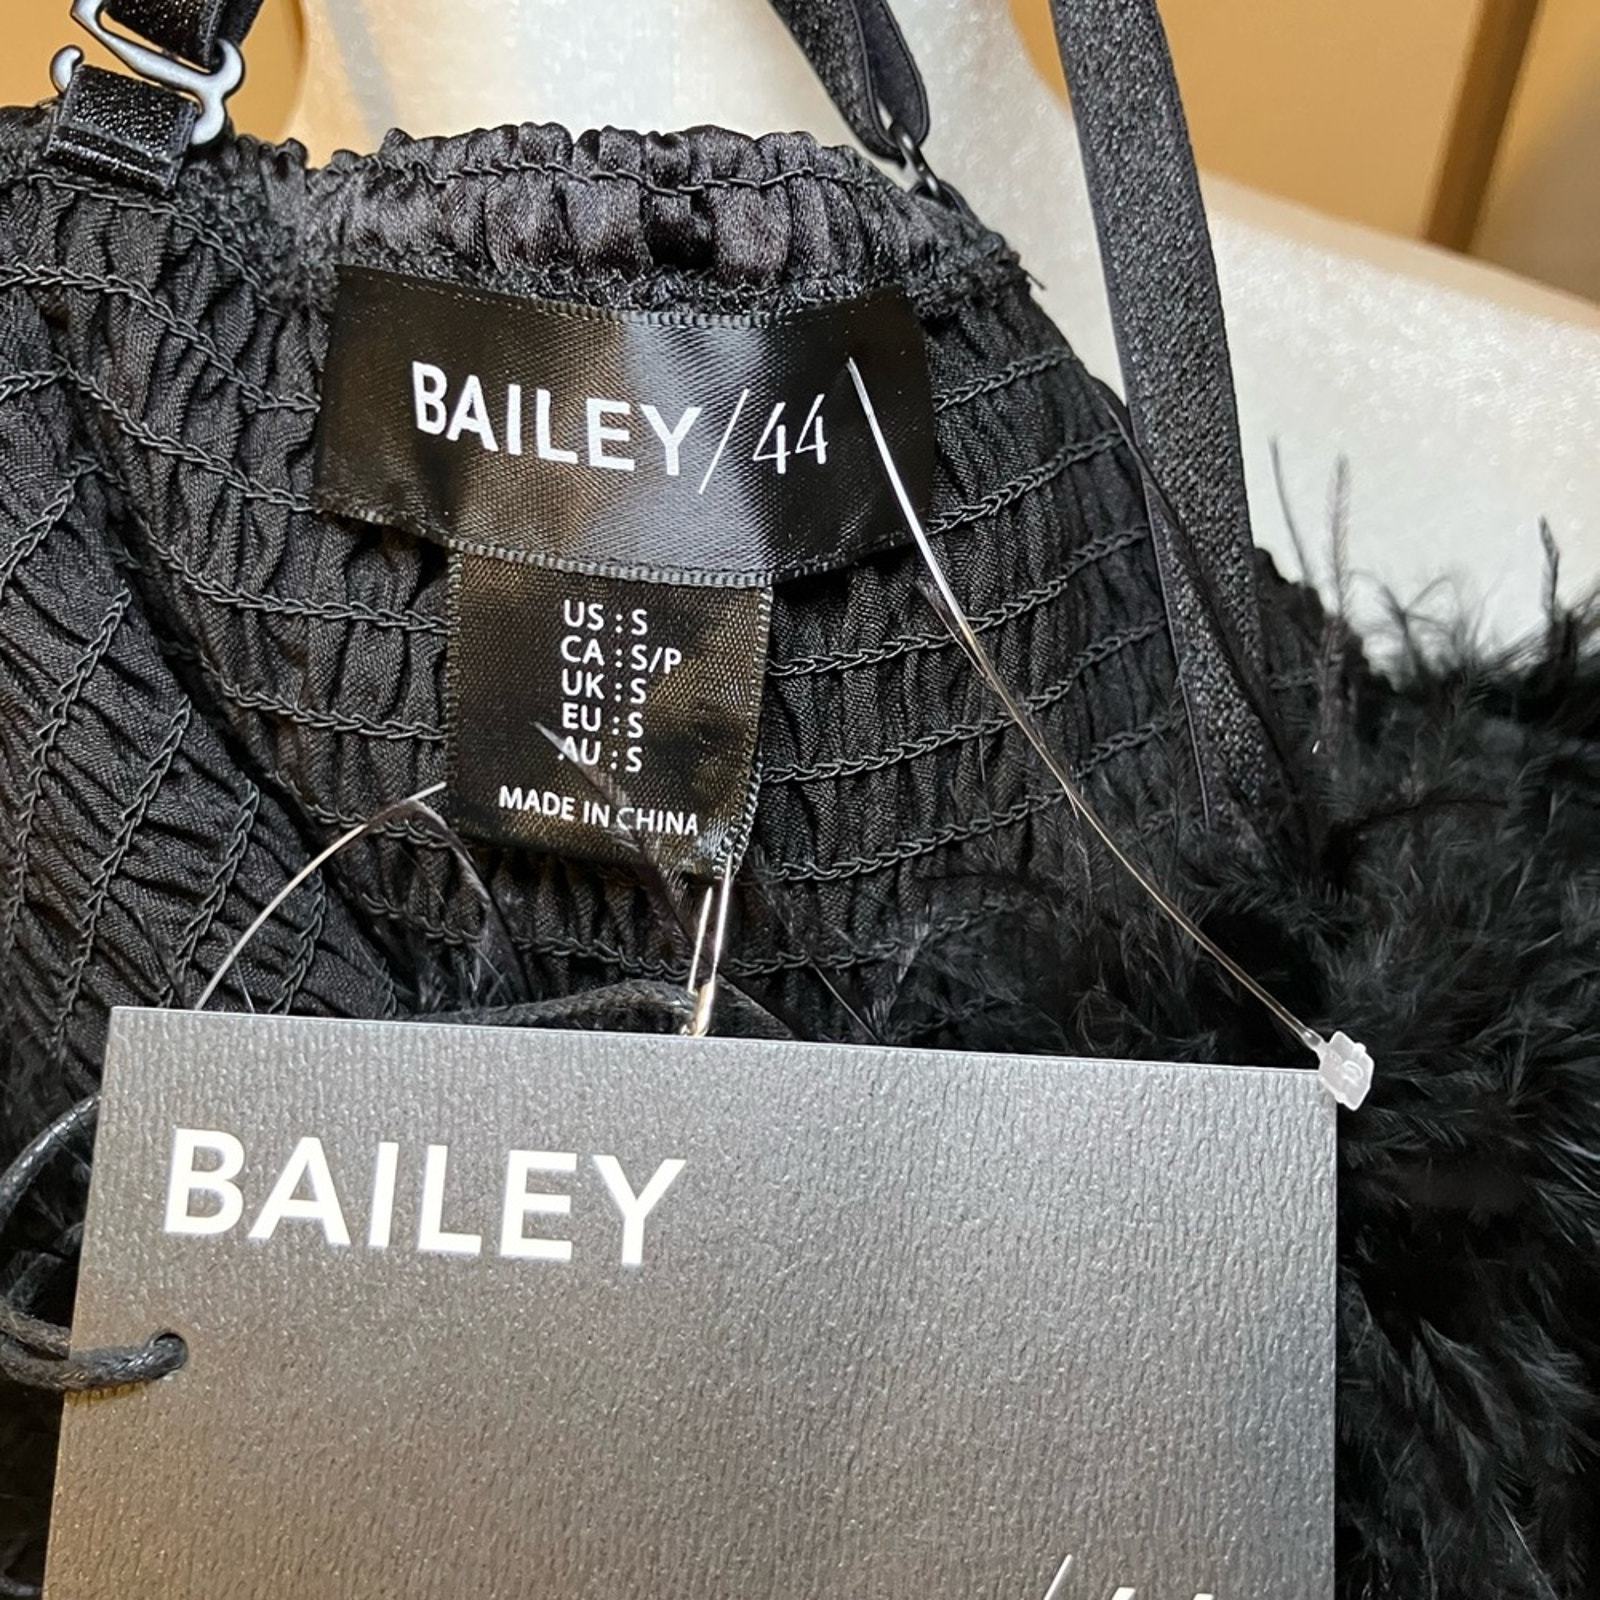 BAILEY/44
US : S
CA : S/P
UK : S
EU : S
AU : S
MADE IN CHINA
BAILEY